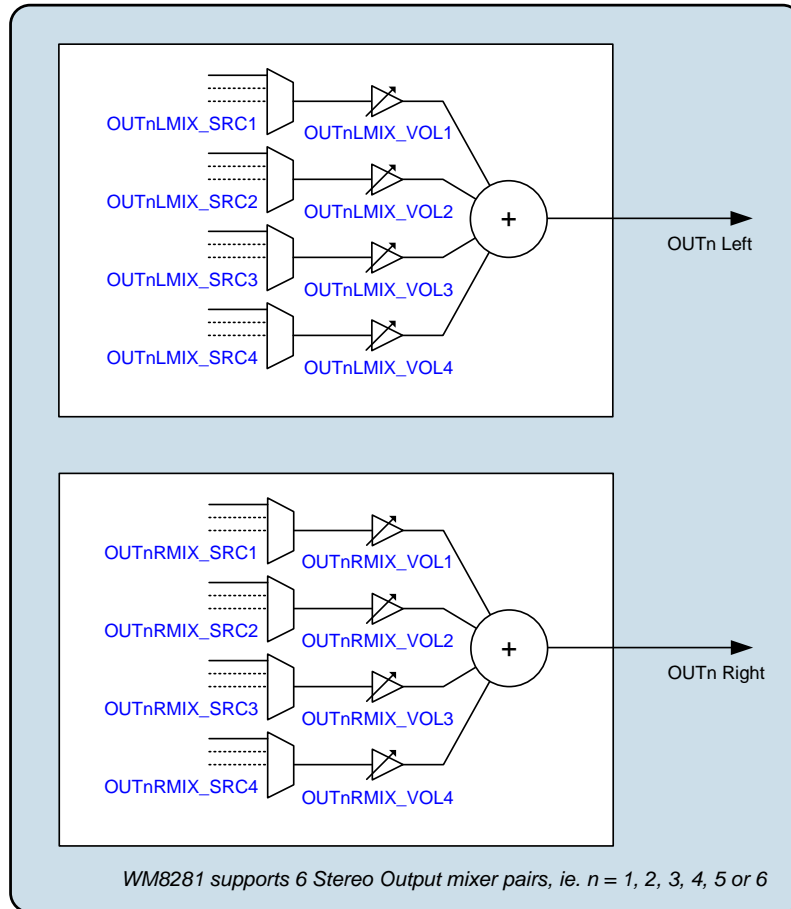 OUTnLMIX_SRC1
OUTnLMIX_VOL1
OUTnLMIX_SRC2
OUTnLMIX_VOL2
+
OUTn Left
OUTnLMIX_SRC3
OUTnLMIX_VOL3
OUTnLMIX_SRC4
OUTnLMIX_VOL4
OUTnRMIX_SRC1
OUTnRMIX_VOL1
OUTnRMIX_SRC2
OUTnRMIX_VOL2
+
OUTn Right
OUTnRMIX_SRC3
OUTnRMIX_VOL3
OUTnRMIX_SRC4
OUTnRMIX_VOL4
WM8281 supports 6 Stereo Output mixer pairs, ie. n = 1, 2, 3, 4, 5 or 6